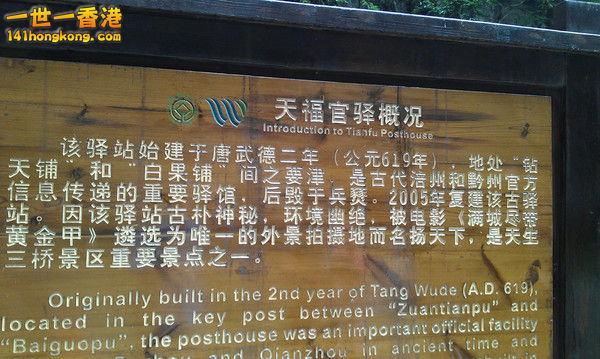 一世一香港
141hongkong.com
天福官驿概况
Introduction to Tianfu Posthouse
该驿站始建于唐武德二年（公元619年），地处“钻
天铺”和“白果铺”间之要津，是古代涪州和黔州官方
信息传递的重要驿馆，后毁于兵燹。2005年复建该古驿
站。因该驿站古朴神秘，环境幽绝，被电影《满城尽带
黄金甲》遴选为唯一的外景拍摄地而名扬天下，是天生
三桥景区重要景点之一。
Originally built in the 2nd year of Tang Wude (A.D. 619),
located in the key post between “Zuantianpu” and
“Baiguopu”, the posthouse was an important official facility
and Qianzhou in ancient time and